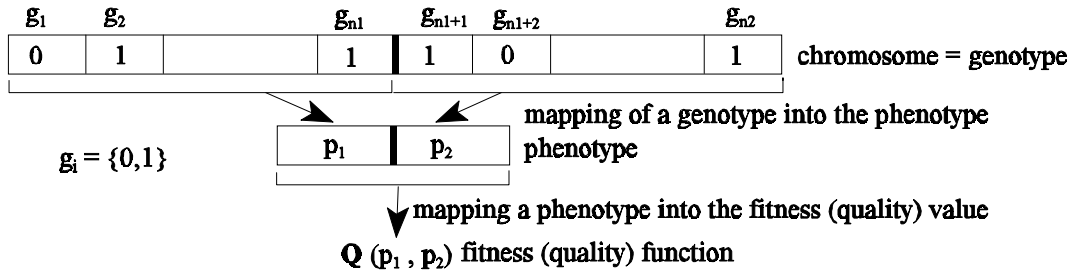 g₁ g₂ gₙ₁ gₙ₁₊₁ gₙ₁₊₂ gₙ₂
0 1 1 1 0 1 chromosome = genotype
mapping of a genotype into the phenotype
p₁ p₂ phenotype
gᵢ = {0,1}
mapping a phenotype into the fitness (quality) value
Q (p₁ , p₂) fitness (quality) function